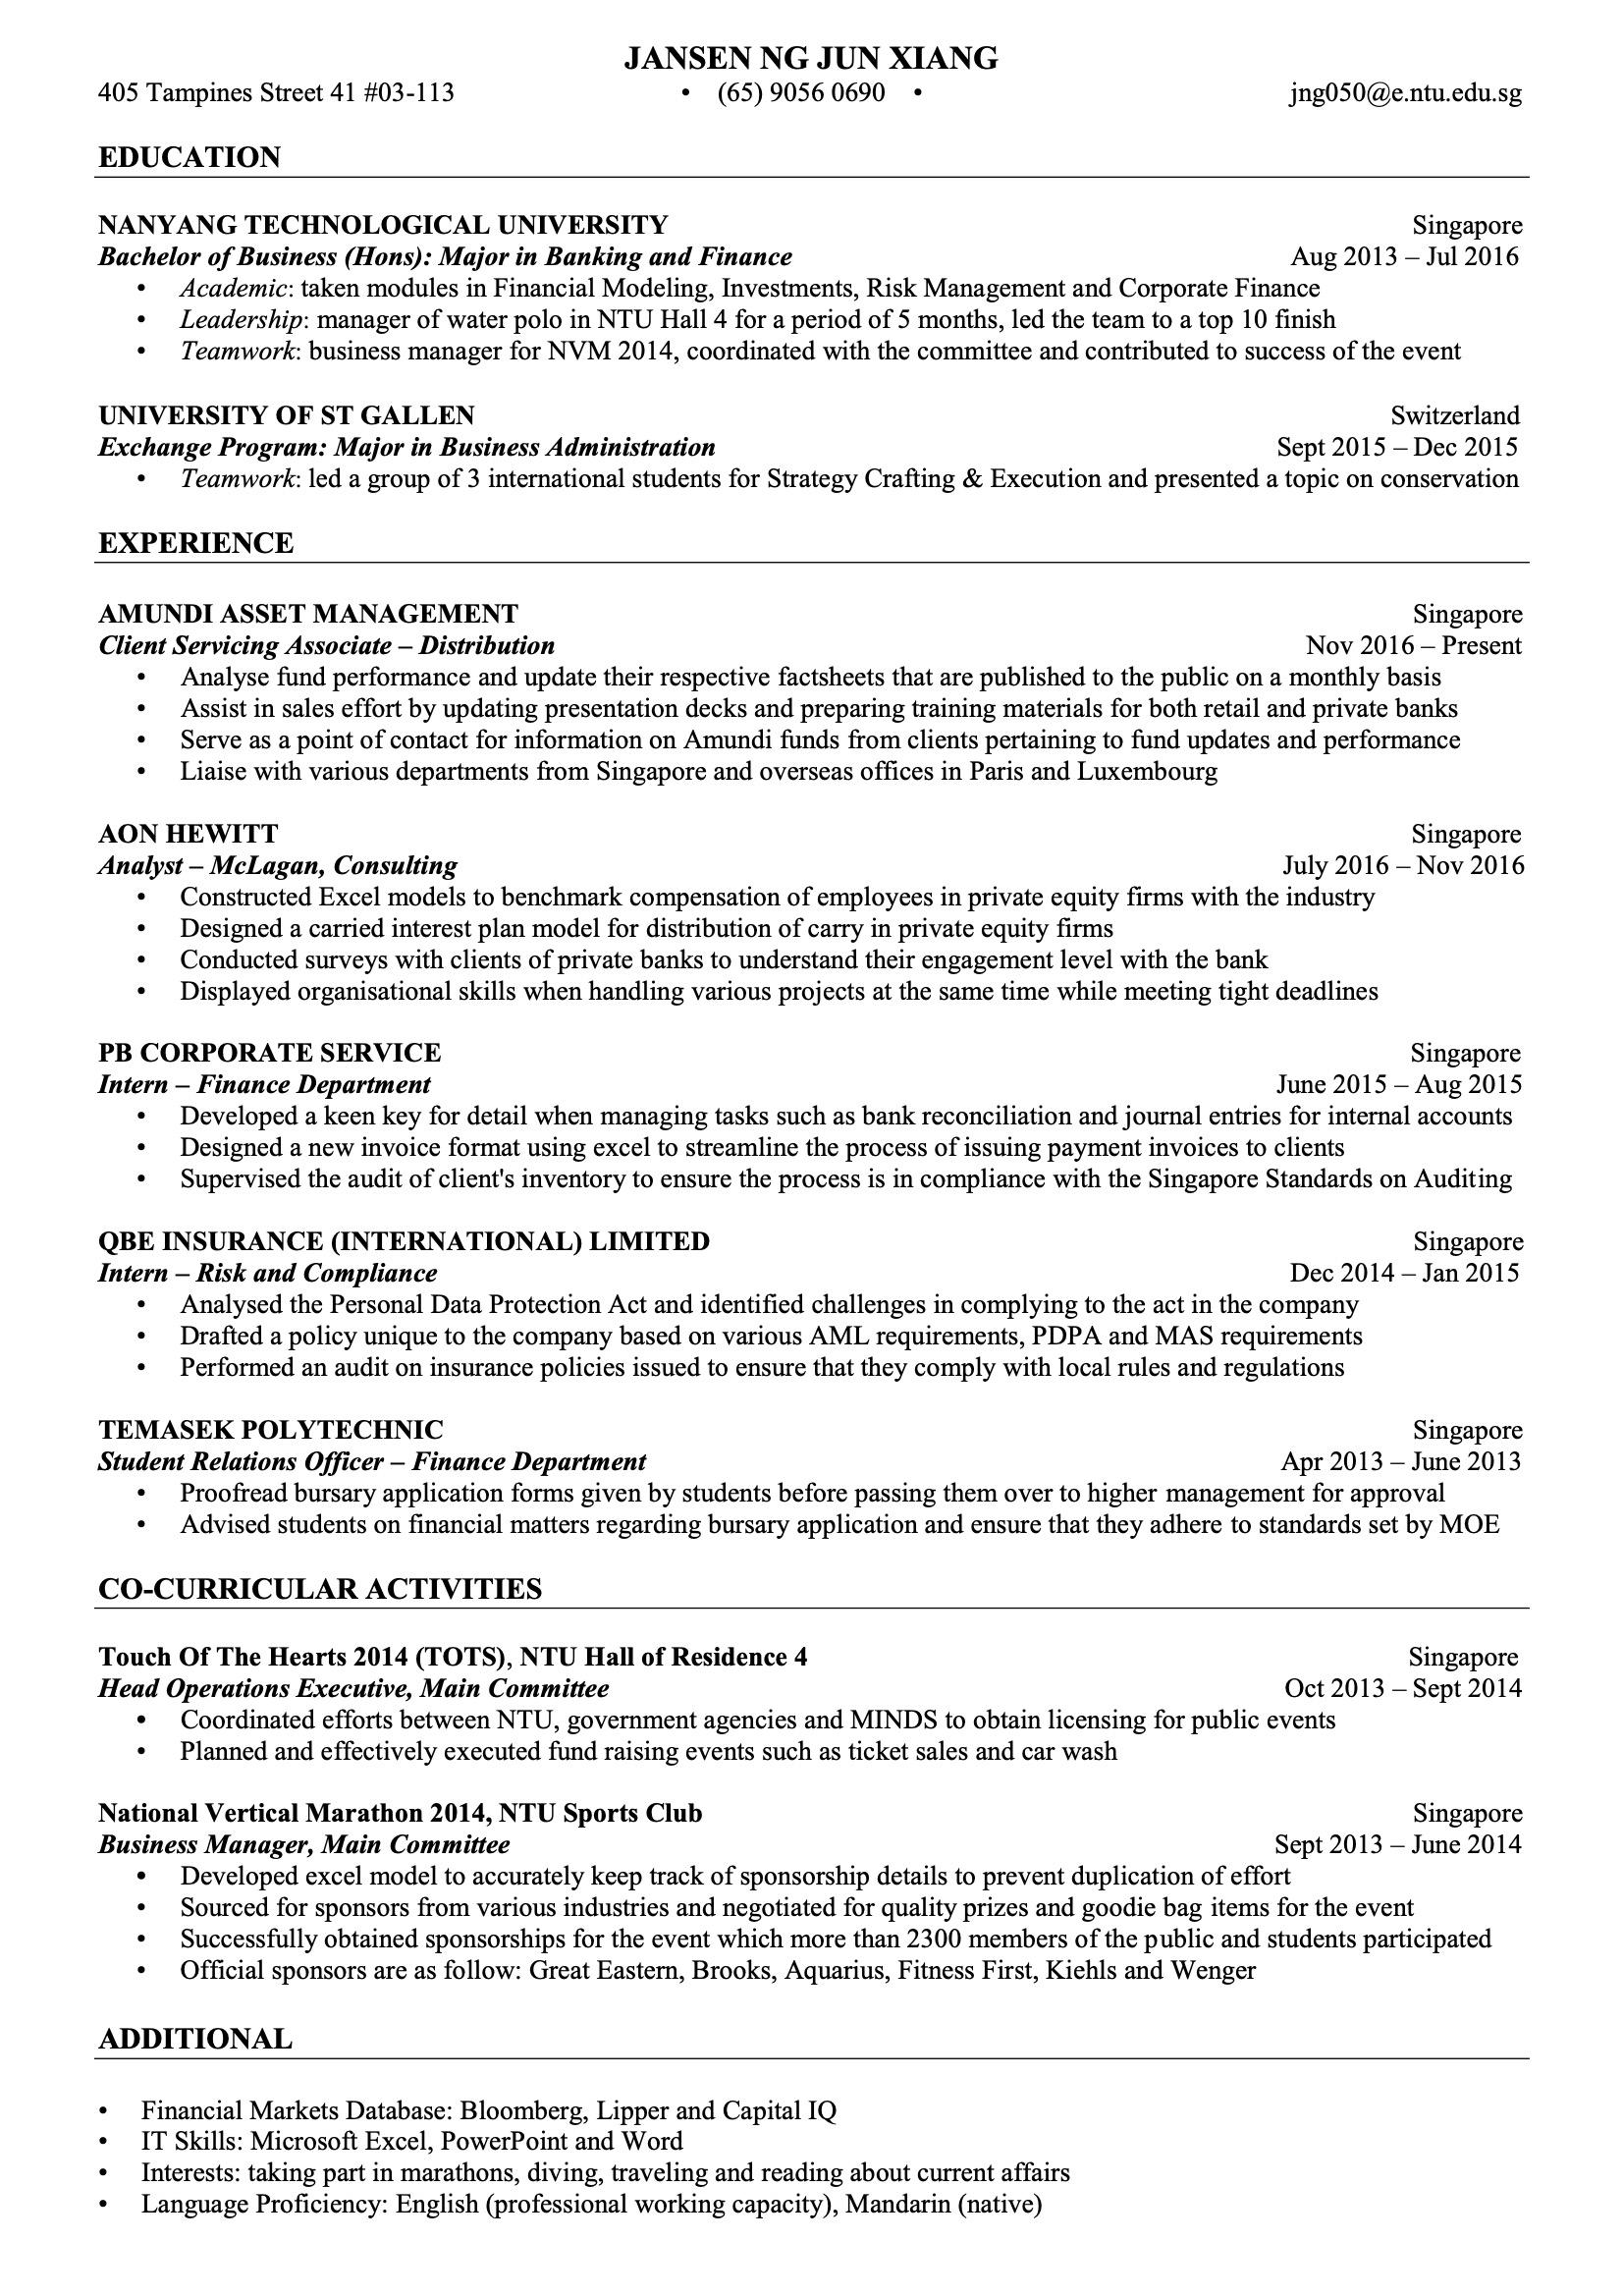 JANSEN NG JUN XIANG
405 Tampines Street 41 #03-113 • (65) 9056 0690 • jng050@e.ntu.edu.sg
EDUCATION
NANYANG TECHNOLOGICAL UNIVERSITY Singapore
Bachelor of Business (Hons): Major in Banking and Finance Aug 2013 – Jul 2016
• Academic: taken modules in Financial Modeling, Investments, Risk Management and Corporate Finance
• Leadership: manager of water polo in NTU Hall 4 for a period of 5 months, led the team to a top 10 finish
• Teamwork: business manager for NVM 2014, coordinated with the committee and contributed to success of the event
UNIVERSITY OF ST GALLEN Switzerland
Exchange Program: Major in Business Administration Sept 2015 – Dec 2015
• Teamwork: led a group of 3 international students for Strategy Crafting & Execution and presented a topic on conservation
EXPERIENCE
AMUNDI ASSET MANAGEMENT Singapore
Client Servicing Associate – Distribution Nov 2016 – Present
• Analyse fund performance and update their respective factsheets that are published to the public on a monthly basis
• Assist in sales effort by updating presentation decks and preparing training materials for both retail and private banks
• Serve as a point of contact for information on Amundi funds from clients pertaining to fund updates and performance
• Liaise with various departments from Singapore and overseas offices in Paris and Luxembourg
AON HEWITT Singapore
Analyst – McLagan, Consulting July 2016 – Nov 2016
• Constructed Excel models to benchmark compensation of employees in private equity firms with the industry
• Designed a carried interest plan model for distribution of carry in private equity firms
• Conducted surveys with clients of private banks to understand their engagement level with the bank
• Displayed organisational skills when handling various projects at the same time while meeting tight deadlines
PB CORPORATE SERVICE Singapore
Intern – Finance Department June 2015 – Aug 2015
• Developed a keen key for detail when managing tasks such as bank reconciliation and journal entries for internal accounts
• Designed a new invoice format using excel to streamline the process of issuing payment invoices to clients
• Supervised the audit of client's inventory to ensure the process is in compliance with the Singapore Standards on Auditing
QBE INSURANCE (INTERNATIONAL) LIMITED Singapore
Intern – Risk and Compliance Dec 2014 – Jan 2015
• Analysed the Personal Data Protection Act and identified challenges in complying to the act in the company
• Drafted a policy unique to the company based on various AML requirements, PDPA and MAS requirements
• Performed an audit on insurance policies issued to ensure that they comply with local rules and regulations
TEMASEK POLYTECHNIC Singapore
Student Relations Officer – Finance Department Apr 2013 – June 2013
• Proofread bursary application forms given by students before passing them over to higher management for approval
• Advised students on financial matters regarding bursary application and ensure that they adhere to standards set by MOE
CO-CURRICULAR ACTIVITIES
Touch Of The Hearts 2014 (TOTS), NTU Hall of Residence 4 Singapore
Head Operations Executive, Main Committee Oct 2013 – Sept 2014
• Coordinated efforts between NTU, government agencies and MINDS to obtain licensing for public events
• Planned and effectively executed fund raising events such as ticket sales and car wash
National Vertical Marathon 2014, NTU Sports Club Singapore
Business Manager, Main Committee Sept 2013 – June 2014
• Developed excel model to accurately keep track of sponsorship details to prevent duplication of effort
• Sourced for sponsors from various industries and negotiated for quality prizes and goodie bag items for the event
• Successfully obtained sponsorships for the event which more than 2300 members of the public and students participated
• Official sponsors are as follow: Great Eastern, Brooks, Aquarius, Fitness First, Kiehls and Wenger
ADDITIONAL
• Financial Markets Database: Bloomberg, Lipper and Capital IQ
• IT Skills: Microsoft Excel, PowerPoint and Word
• Interests: taking part in marathons, diving, traveling and reading about current affairs
• Language Proficiency: English (professional working capacity), Mandarin (native)